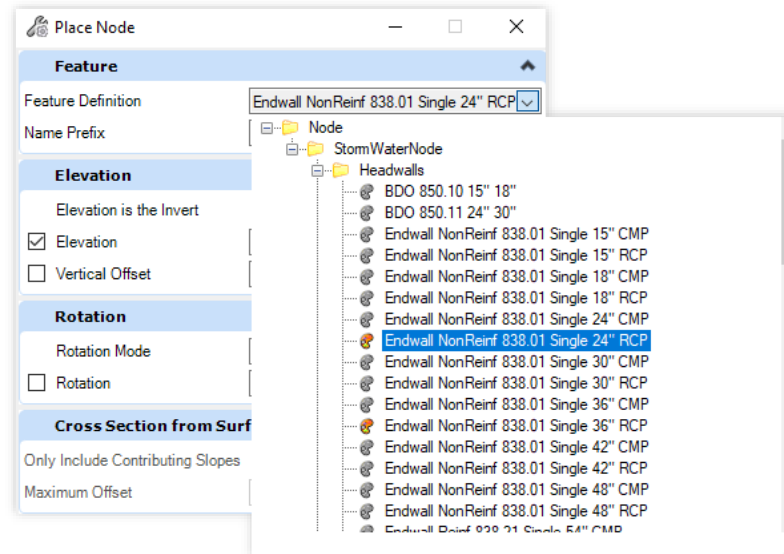 Place Node
Feature
Feature Definition
Endwall NonReinf 838.01 Single 24" RCP
Name Prefix
Node
StormWaterNode
Headwalls
BDO 850.10 15" 18"
BDO 850.11 24" 30"
Endwall NonReinf 838.01 Single 15" CMP
Endwall NonReinf 838.01 Single 15" RCP
Endwall NonReinf 838.01 Single 18" CMP
Endwall NonReinf 838.01 Single 18" RCP
Endwall NonReinf 838.01 Single 24" CMP
Endwall NonReinf 838.01 Single 24" RCP
Endwall NonReinf 838.01 Single 30" CMP
Endwall NonReinf 838.01 Single 30" RCP
Endwall NonReinf 838.01 Single 36" CMP
Endwall NonReinf 838.01 Single 36" RCP
Endwall NonReinf 838.01 Single 42" CMP
Endwall NonReinf 838.01 Single 42" RCP
Endwall NonReinf 838.01 Single 48" CMP
Endwall NonReinf 838.01 Single 48" RCP
Endwall Reinf 838.21 Single 54" CMP
Elevation
Elevation is the Invert
Elevation
Vertical Offset
Rotation
Rotation Mode
Rotation
Cross Section from Surf
Only Include Contributing Slopes
Maximum Offset